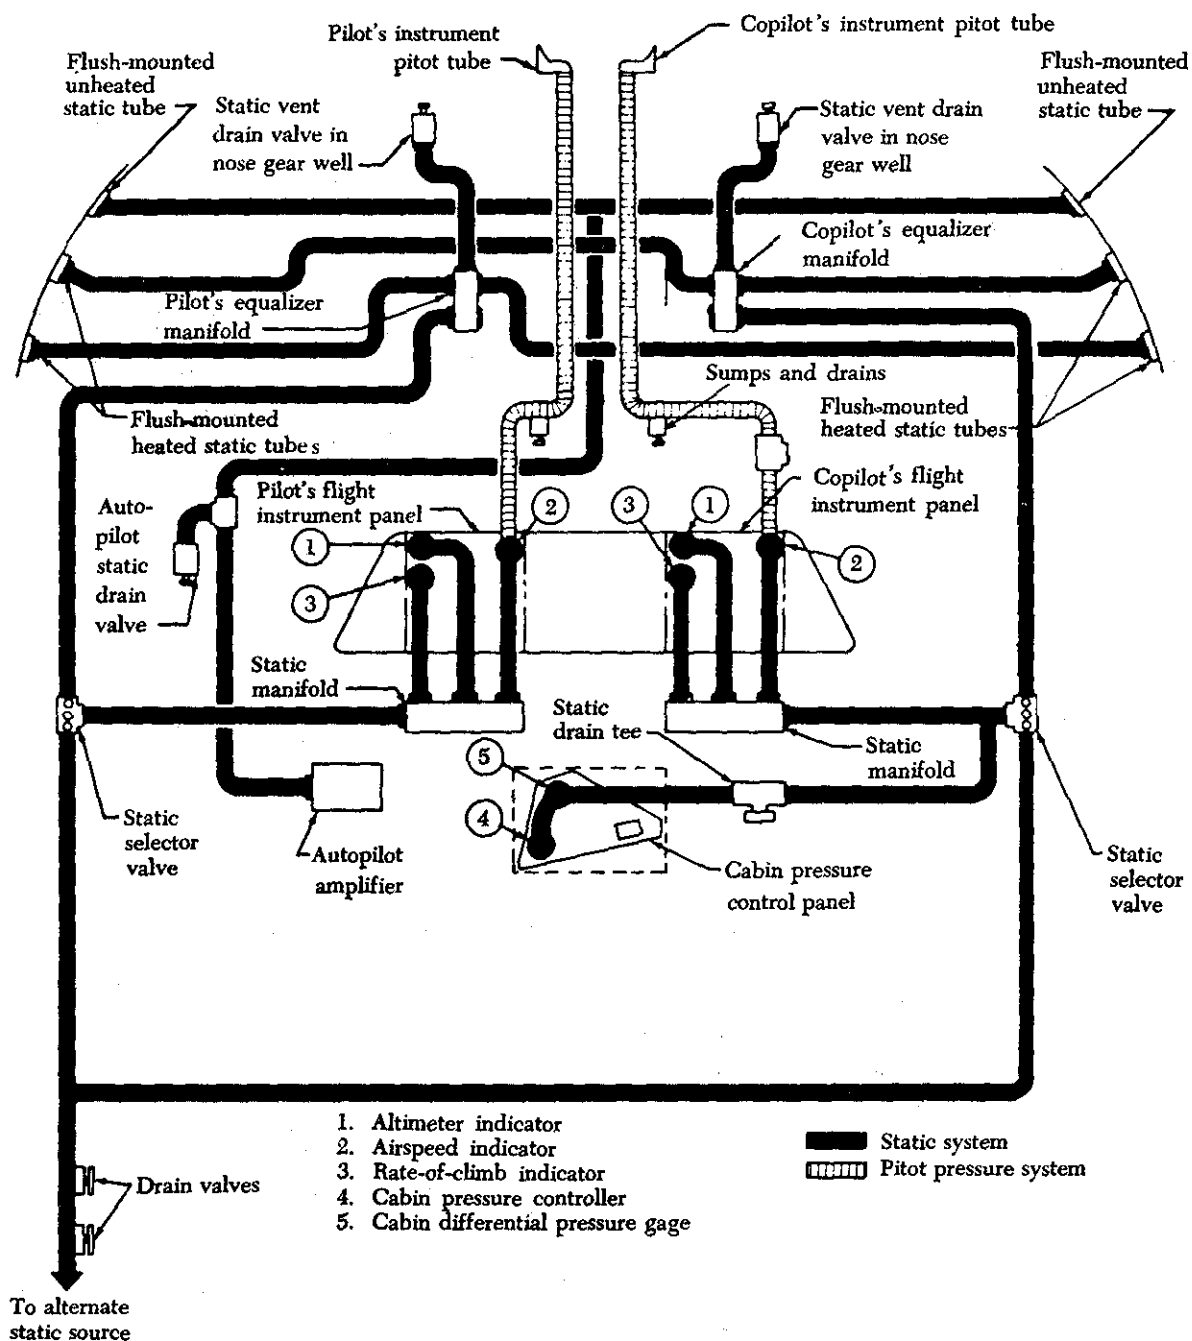 Pilot's instrument
pitot tube
Copilot's instrument pitot tube
Flush-mounted
unheated
static tube
Static vent
drain valve in
nose gear well
Static vent drain
valve in nose
gear well
Flush-mounted
unheated
static tube
Copilot's equalizer
manifold
Pilot's equalizer
manifold
Sumps and drains
Flush-mounted
heated static tubes
Flush-mounted
heated static tubes
Auto-
pilot
static
drain
valve
Pilot's flight
instrument panel
Copilot's flight
instrument panel
1
2
3
3
1
2
Static
manifold
Static
drain tee
Static
manifold
5
4
Static
selector
valve
Autopilot
amplifier
Cabin pressure
control panel
Static
selector
valve
1. Altimeter indicator
2. Airspeed indicator
3. Rate-of-climb indicator
4. Cabin pressure controller
5. Cabin differential pressure gage
Static system
Pitot pressure system
Drain valves
To alternate
static source